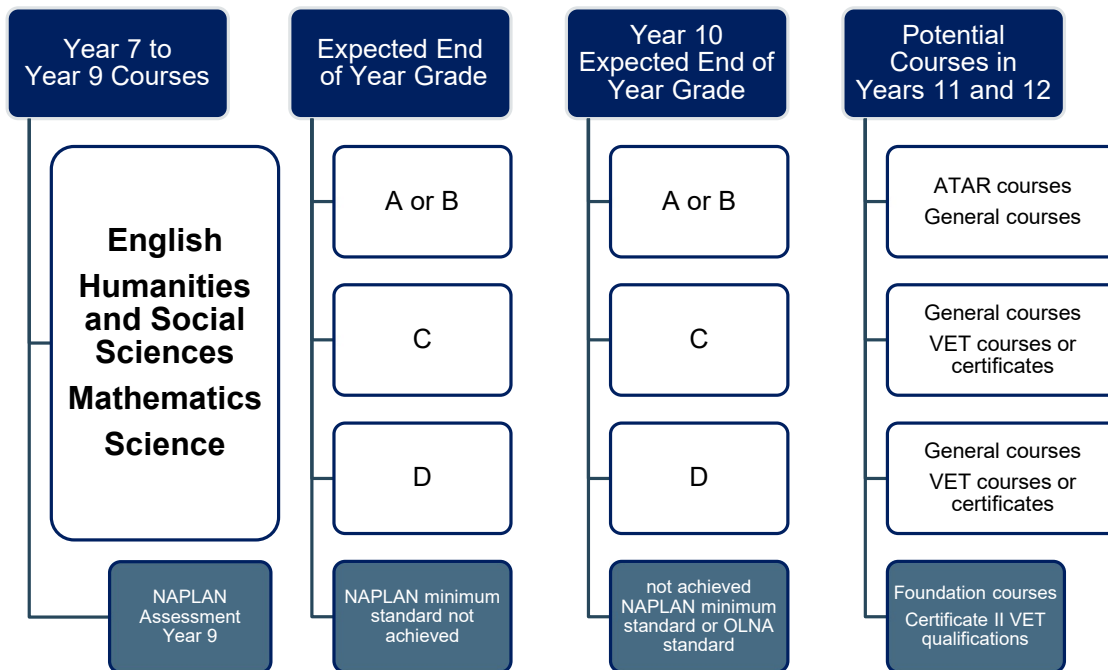 Year 7 to
Year 9 Courses
English
Humanities
and Social
Sciences
Mathematics
Science
NAPLAN
Assessment
Year 9
Expected End
of Year Grade
A or B
C
D
NAPLAN minimum
standard not
achieved
Year 10
Expected End of
Year Grade
A or B
C
D
not achieved
NAPLAN minimum
standard or OLNA
standard
Potential
Courses in
Years 11 and 12
ATAR courses
General courses
General courses
VET courses or
certificates
General courses
VET courses or
certificates
Foundation courses
Certificate II VET
qualifications